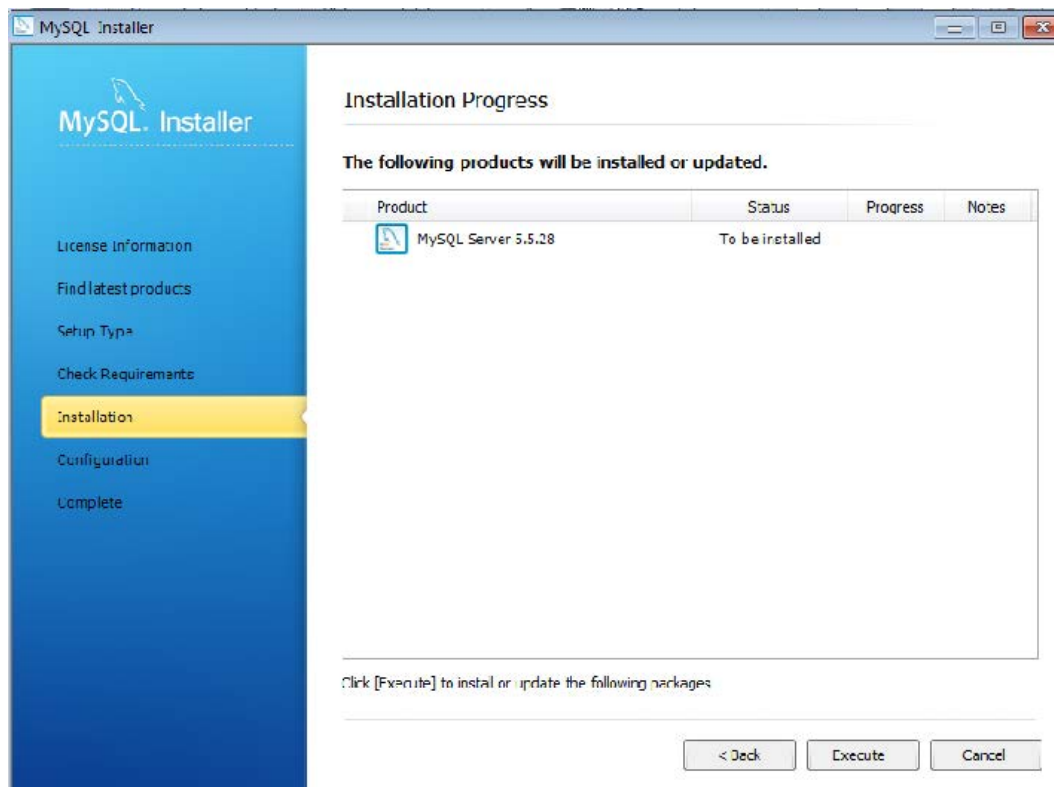 MySQL Installer
MySQL. Installer
License Information
Find latest products
Setup Type
Check Requirements
Installation
Configuration
Complete
Installation Progress
The following products will be installed or updated.
Product Status Progress Notes
MySQL Server 5.5.28 To be installed
Click [Execute] to install or update the following packages
< Back Execute Cancel